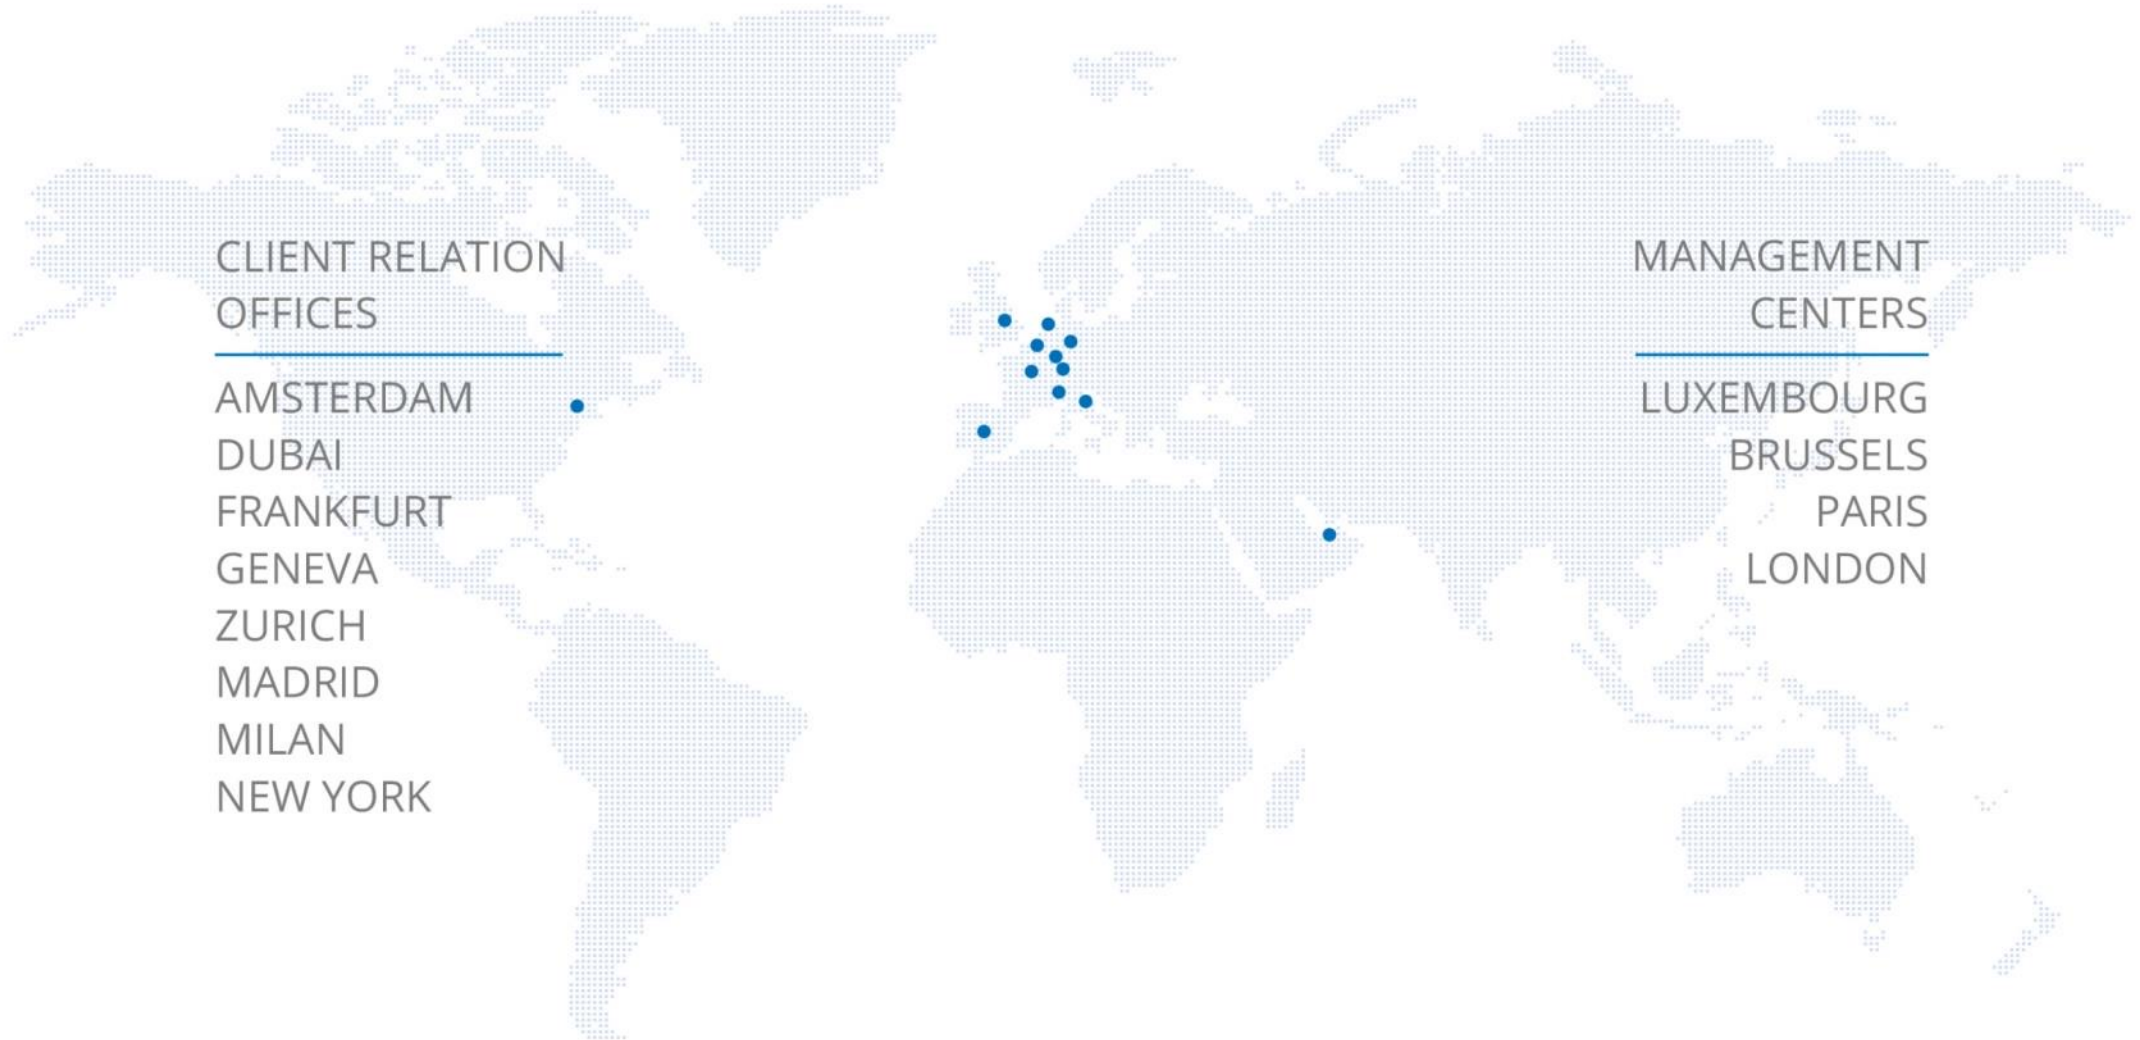 CLIENT RELATION
OFFICES
AMSTERDAM
DUBAI
FRANKFURT
GENEVA
ZURICH
MADRID
MILAN
NEW YORK
MANAGEMENT
CENTERS
LUXEMBOURG
BRUSSELS
PARIS
LONDON